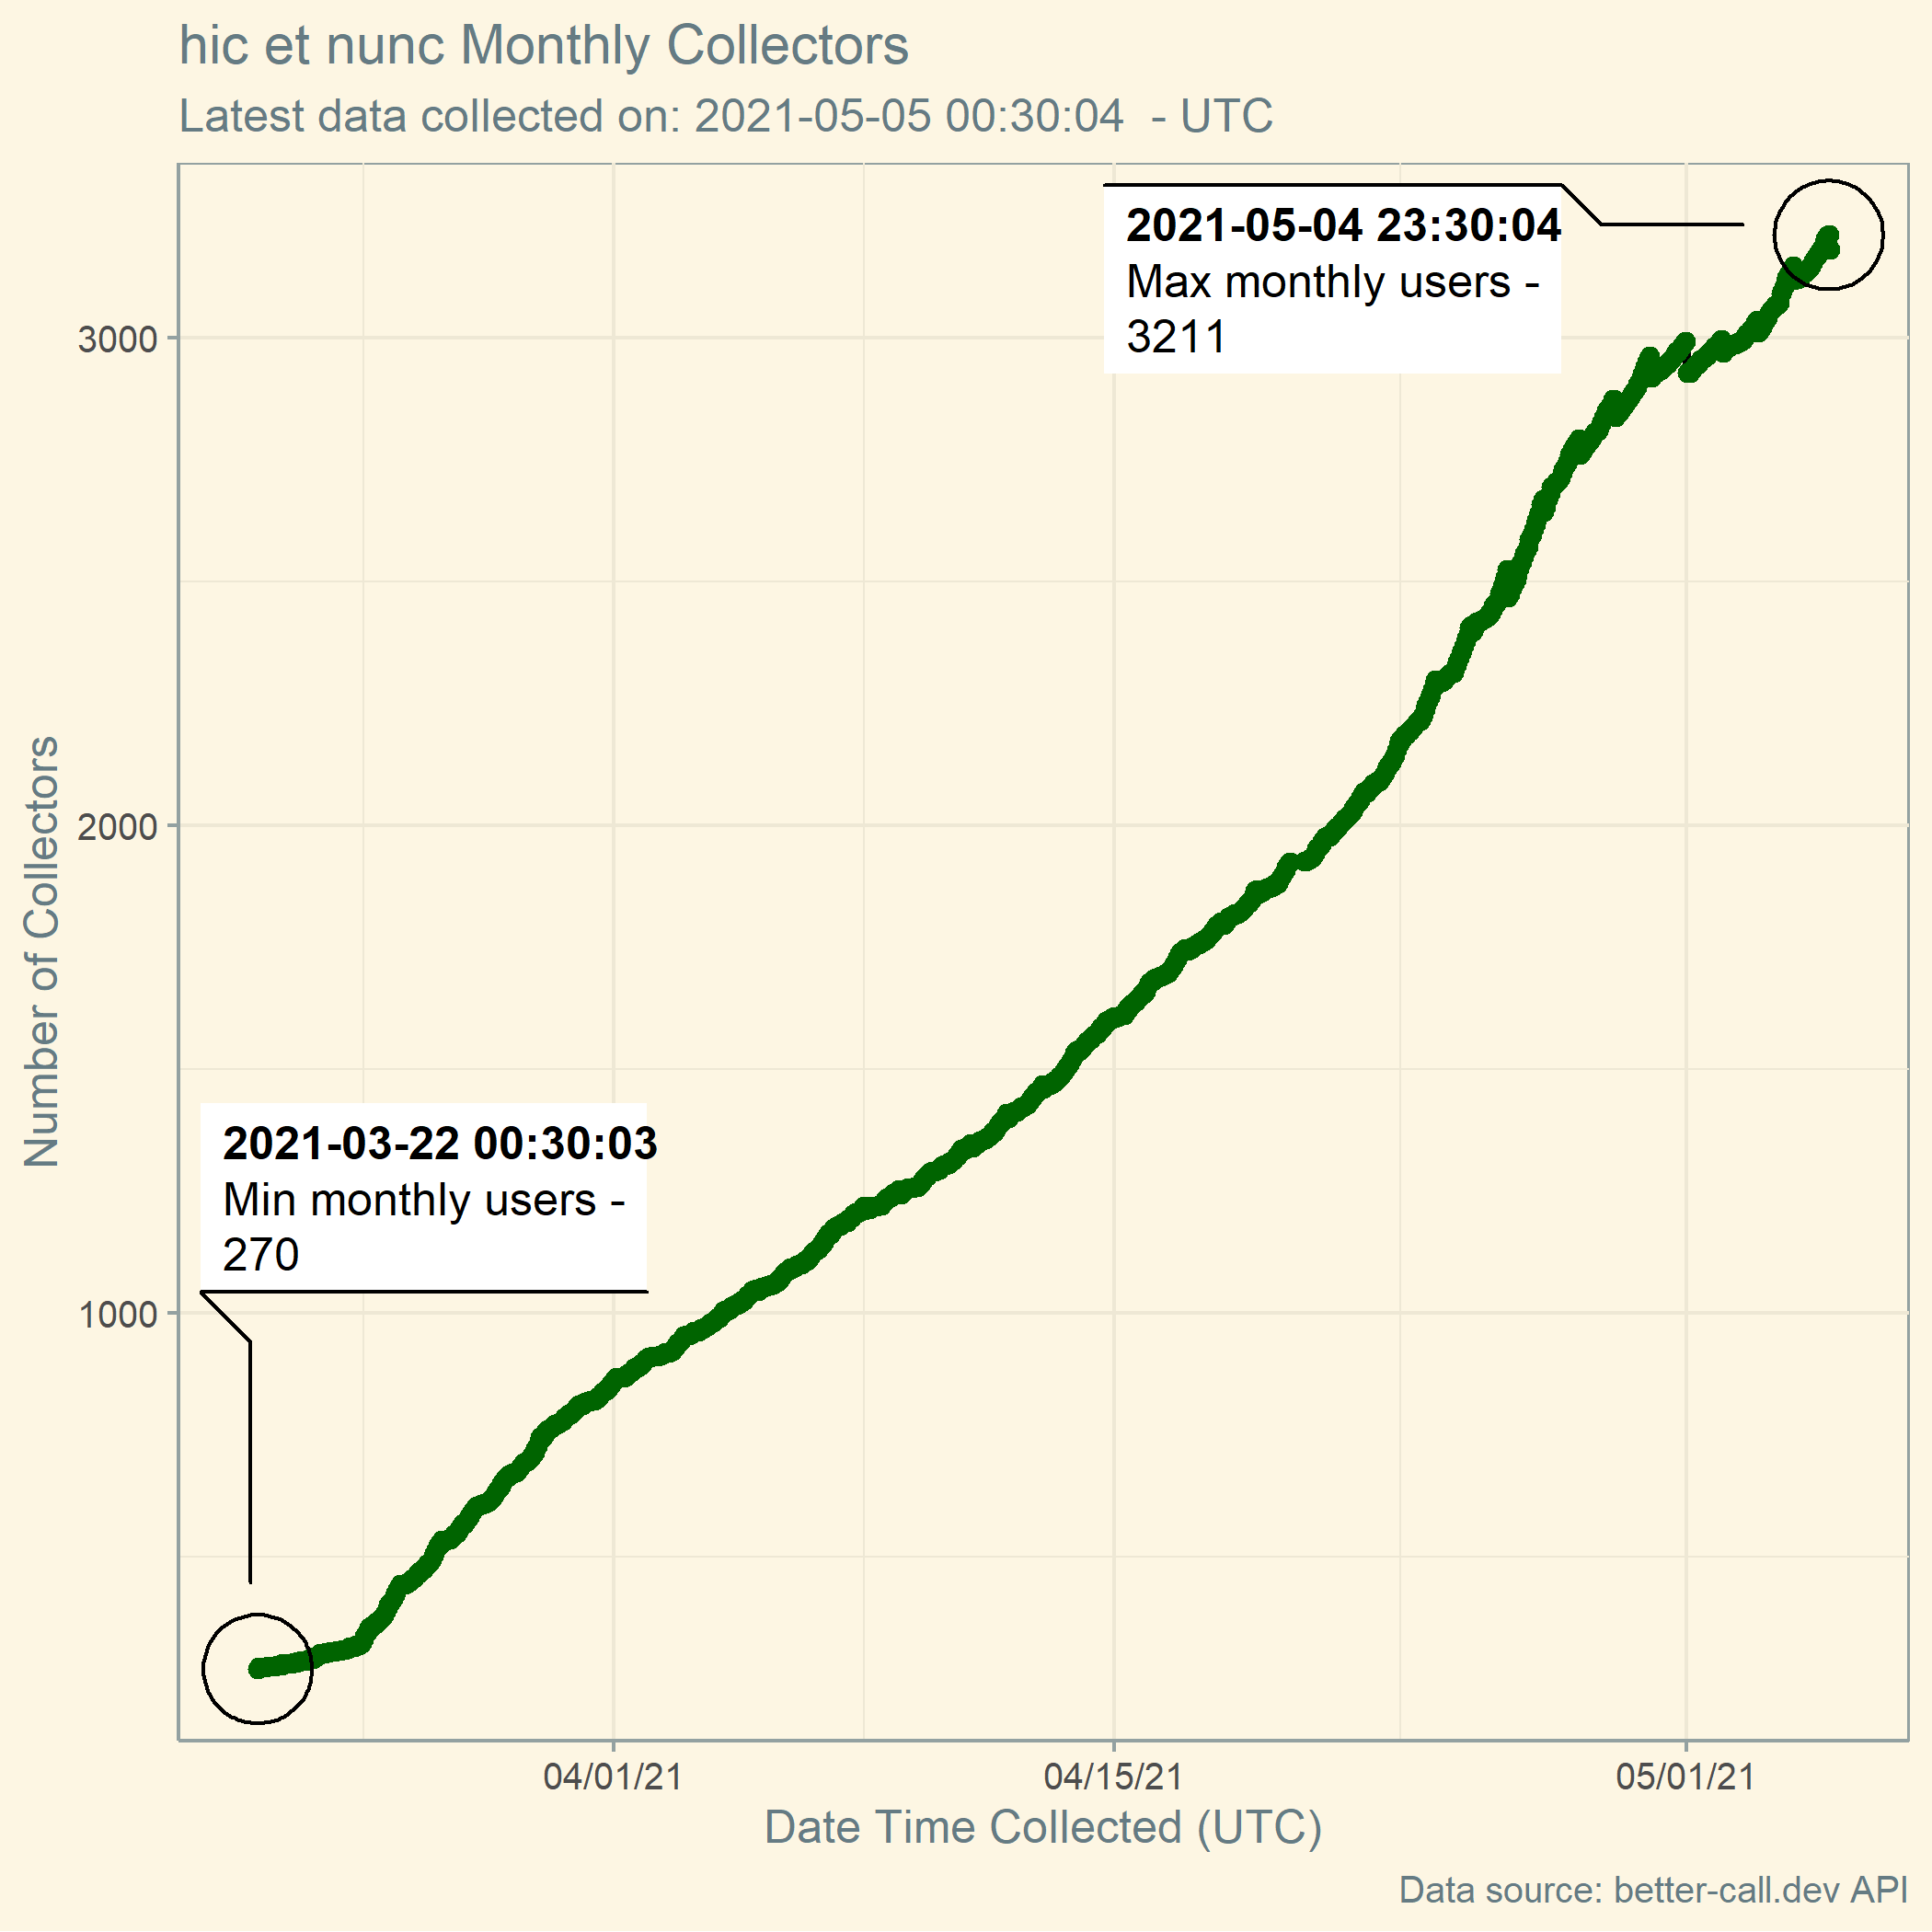 hic et nunc Monthly Collectors
Latest data collected on: 2021-05-05 00:30:04  - UTC
2021-05-04 23:30:04
Max monthly users -
3211
3000
2000
1000
Number of Collectors
2021-03-22 00:30:03
Min monthly users -
270
04/01/21
04/15/21
05/01/21
Date Time Collected (UTC)
Data source: better-call.dev API